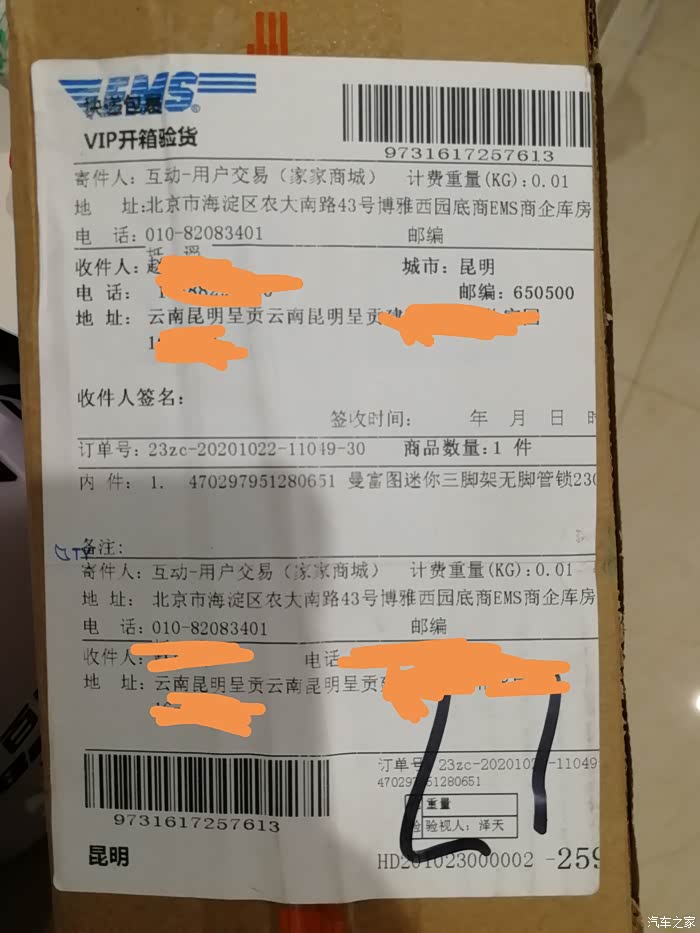 EMS
快递包裹
VIP开箱验货
9731617257613
寄件人: 互动-用户交易（家家商城） 计费重量(KG):0.01
地 址:北京市海淀区农大南路43号博雅西园底商EMS商企库房
电 话:010-82083401 邮编
收件人:赵 城市: 昆明
电 话: 邮编: 650500
地 址: 云南昆明呈贡云南昆明呈贡建
收件人签名:
签收时间: 年 月 日
订单号: 23zc-20201022-11049-30 商品数量:1 件
内 件: 1. 470297951280651 曼富图迷你三脚架无脚管锁230
备注:
寄件人: 互动-用户交易（家家商城） 计费重量(KG):0.01
地 址: 北京市海淀区农大南路43号博雅西园底商EMS商企库房
电 话:010-82083401 邮编
收件人: 电话
地 址: 云南昆明呈贡云南昆明呈贡
9731617257613
昆明
订单号 23zc-2020102 -11049
470297951280651
重量
验视人: 泽天
HD201023000002 -259
汽车之家